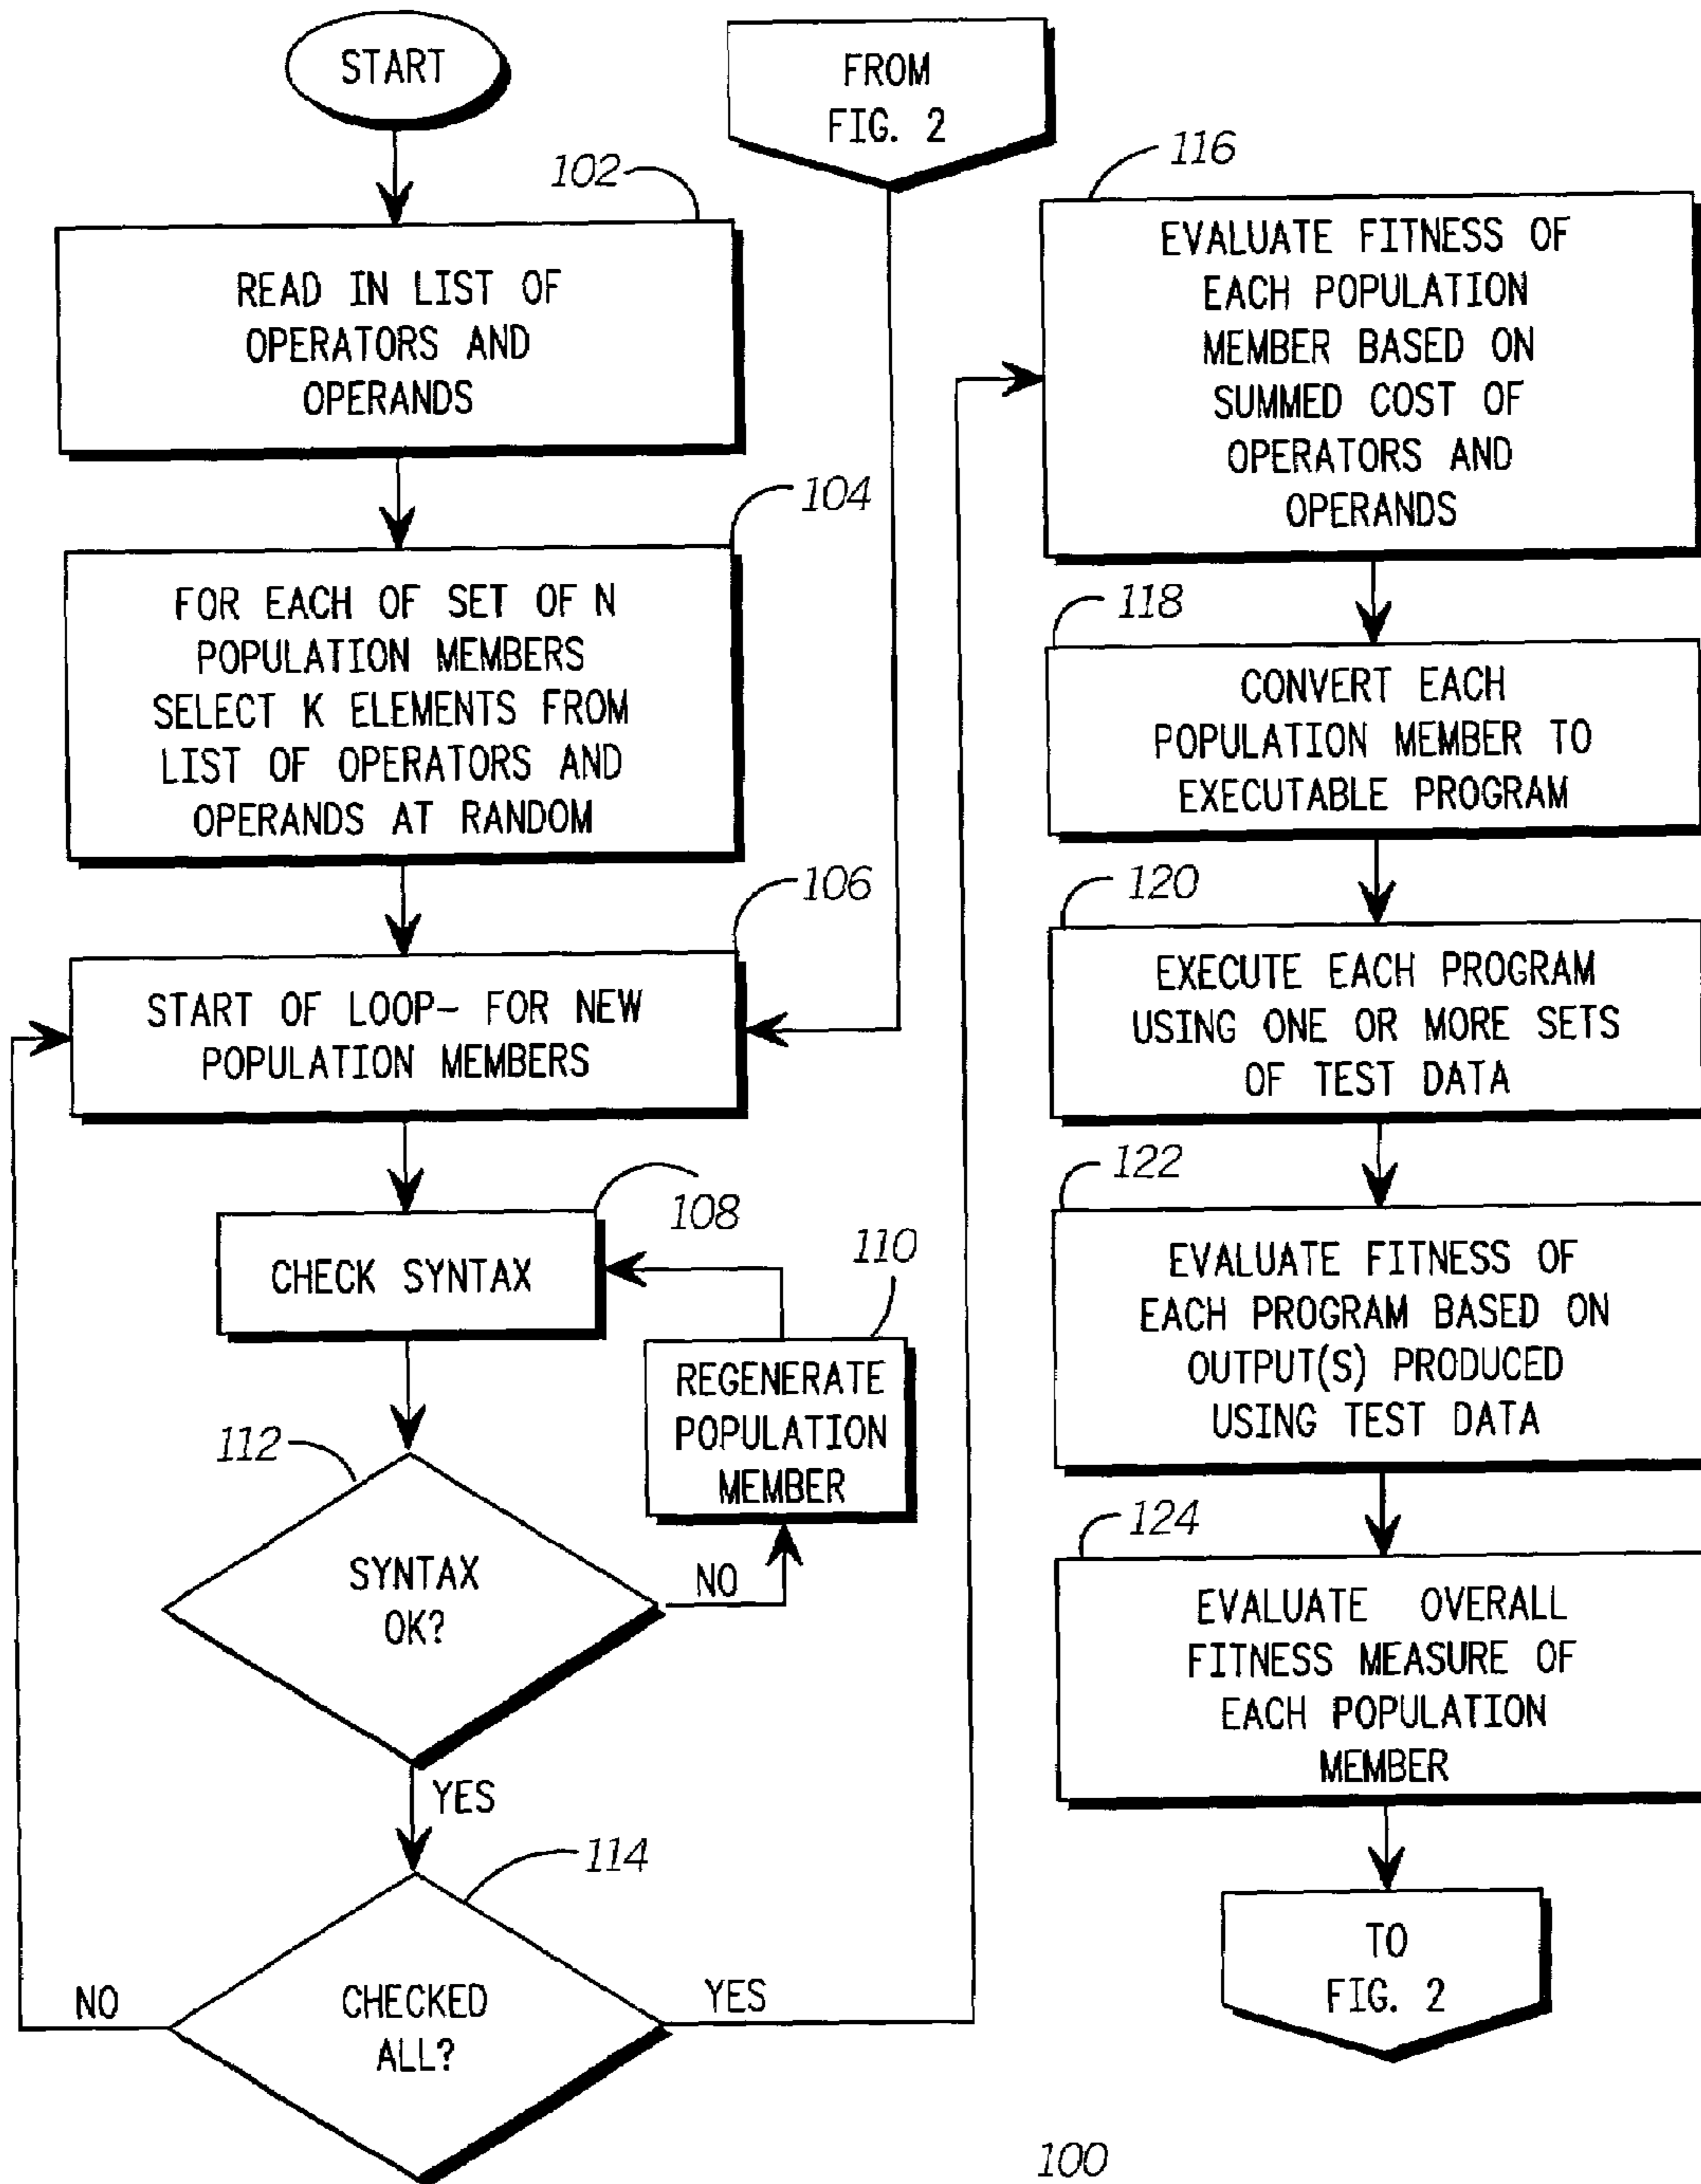 START
102
READ IN LIST OF
OPERATORS AND
OPERANDS
104
FOR EACH OF SET OF N
POPULATION MEMBERS
SELECT K ELEMENTS FROM
LIST OF OPERATORS AND
OPERANDS AT RANDOM
106
START OF LOOP- FOR NEW
POPULATION MEMBERS
108
CHECK SYNTAX
110
REGENERATE
POPULATION
MEMBER
112
SYNTAX
OK?
NO
YES
114
CHECKED
ALL?
NO
YES
FROM
FIG. 2
116
EVALUATE FITNESS OF
EACH POPULATION
MEMBER BASED ON
SUMMED COST OF
OPERATORS AND
OPERANDS
118
CONVERT EACH
POPULATION MEMBER TO
EXECUTABLE PROGRAM
120
EXECUTE EACH PROGRAM
USING ONE OR MORE SETS
OF TEST DATA
122
EVALUATE FITNESS OF
EACH PROGRAM BASED ON
OUTPUT(S) PRODUCED
USING TEST DATA
124
EVALUATE OVERALL
FITNESS MEASURE OF
EACH POPULATION
MEMBER
TO
FIG. 2
100